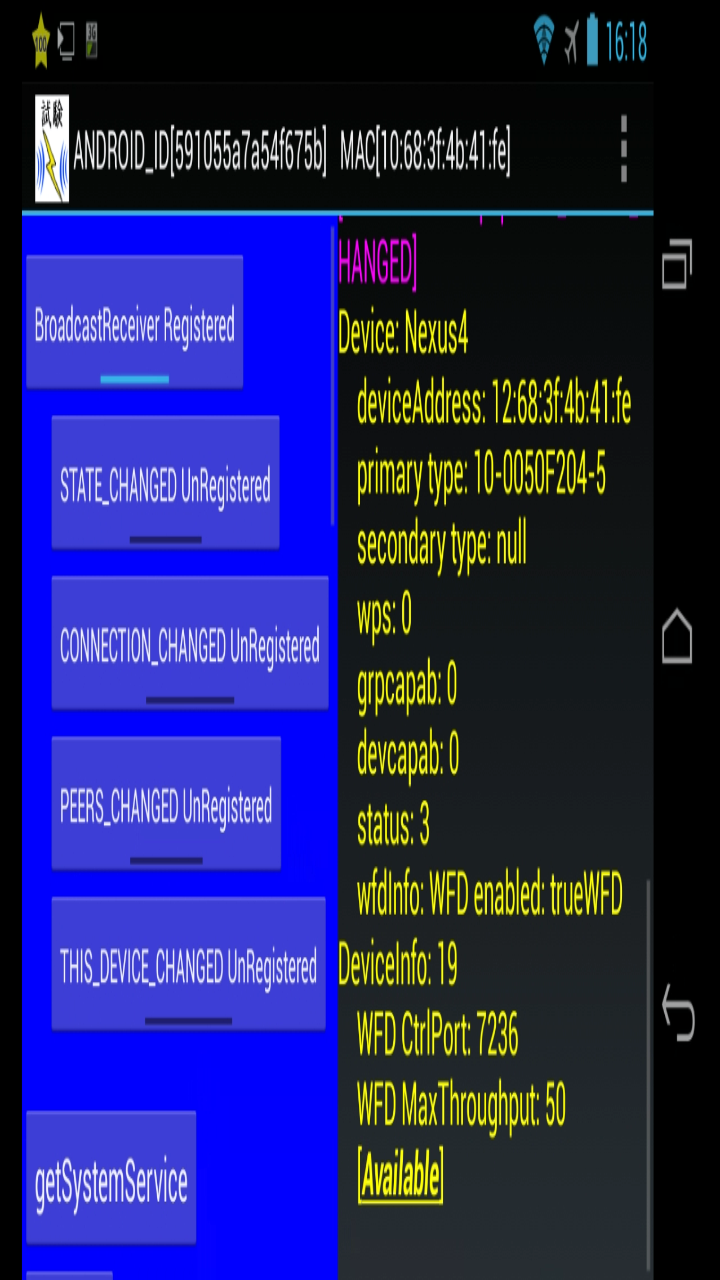 100
3G
16:18
試験
ANDROID_ID[591055a7a54f675b] MAC[10:68:3f:4b:41:fe]
BroadcastReceiver Registered
STATE_CHANGED UnRegistered
CONNECTION_CHANGED UnRegistered
PEERS_CHANGED UnRegistered
THIS_DEVICE_CHANGED UnRegistered
getSystemService
HANGED]
Device: Nexus4
deviceAddress: 12:68:3f:4b:41:fe
primary type: 10-0050F204-5
secondary type: null
wps: 0
grpcapab: 0
devcapab: 0
status: 3
wfdInfo: WFD enabled: trueWFD
DeviceInfo: 19
WFD CtrlPort: 7236
WFD MaxThroughput: 50
[Available]